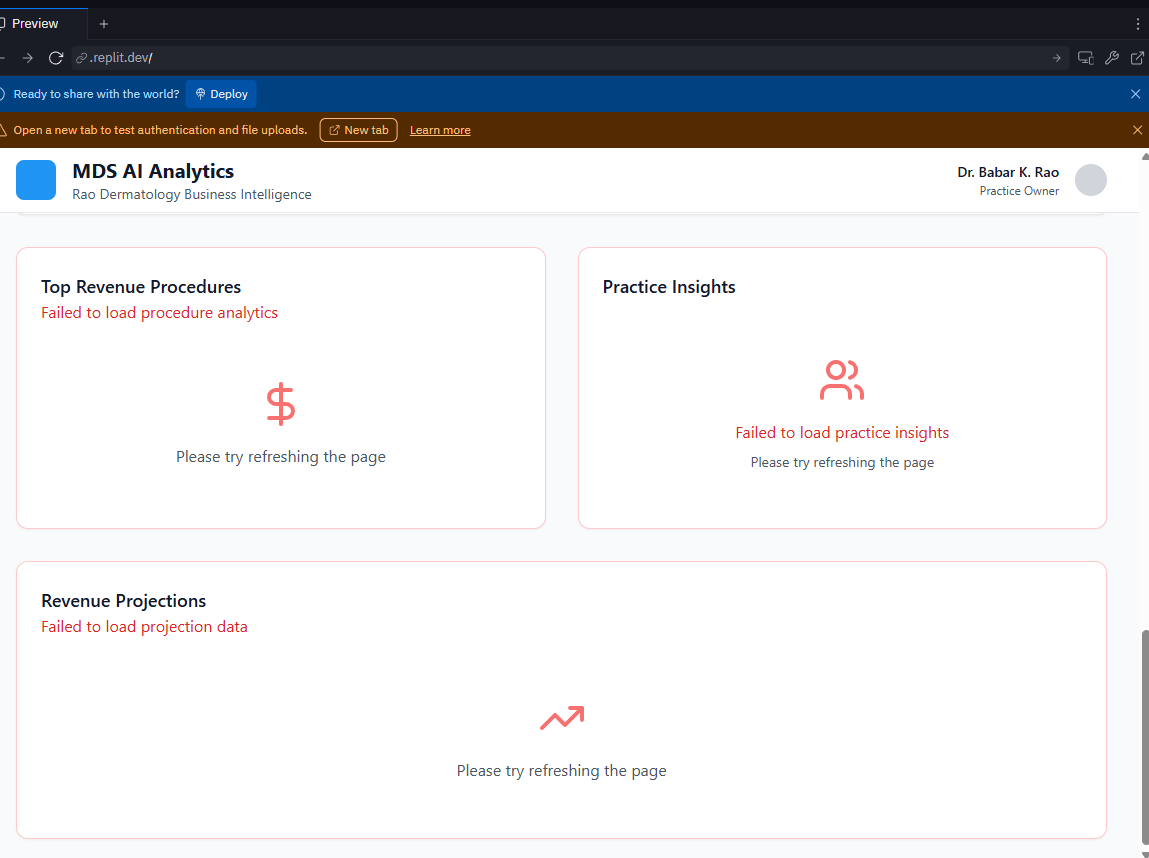 Preview
.replit.dev/
Ready to share with the world? Deploy
Open a new tab to test authentication and file uploads. New tab Learn more
MDS AI Analytics
Rao Dermatology Business Intelligence
Dr. Babar K. Rao
Practice Owner
Top Revenue Procedures
Failed to load procedure analytics
Please try refreshing the page
Practice Insights
Failed to load practice insights
Please try refreshing the page
Revenue Projections
Failed to load projection data
Please try refreshing the page